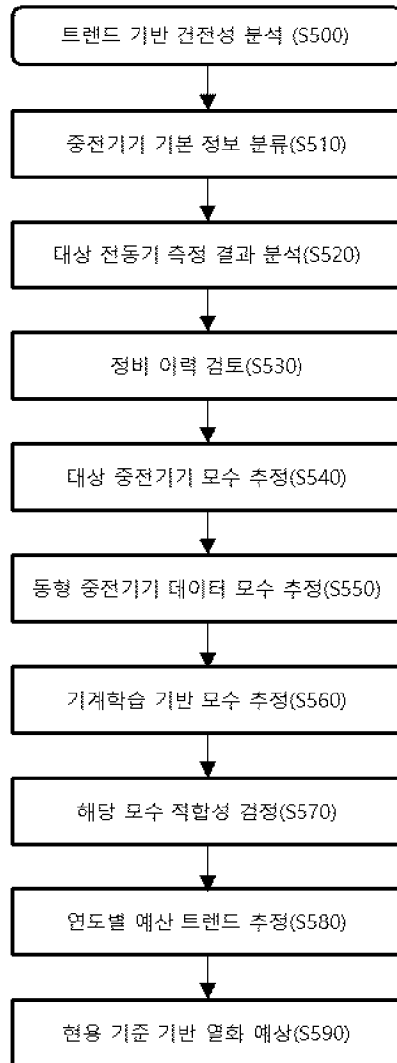 트렌드 기반 건전성 분석 (S500)
중전기기 기본 정보 분류(S510)
대상 전동기 측정 결과 분석(S520)
정비 이력 검토(S530)
대상 중전기기 모수 추정(S540)
동형 중전기기 데이터 모수 추정(S550)
기계학습 기반 모수 추정(S560)
해당 모수 적합성 검정(S570)
연도별 예산 트렌드 추정(S580)
현용 기준 기반 열화 예상(S590)